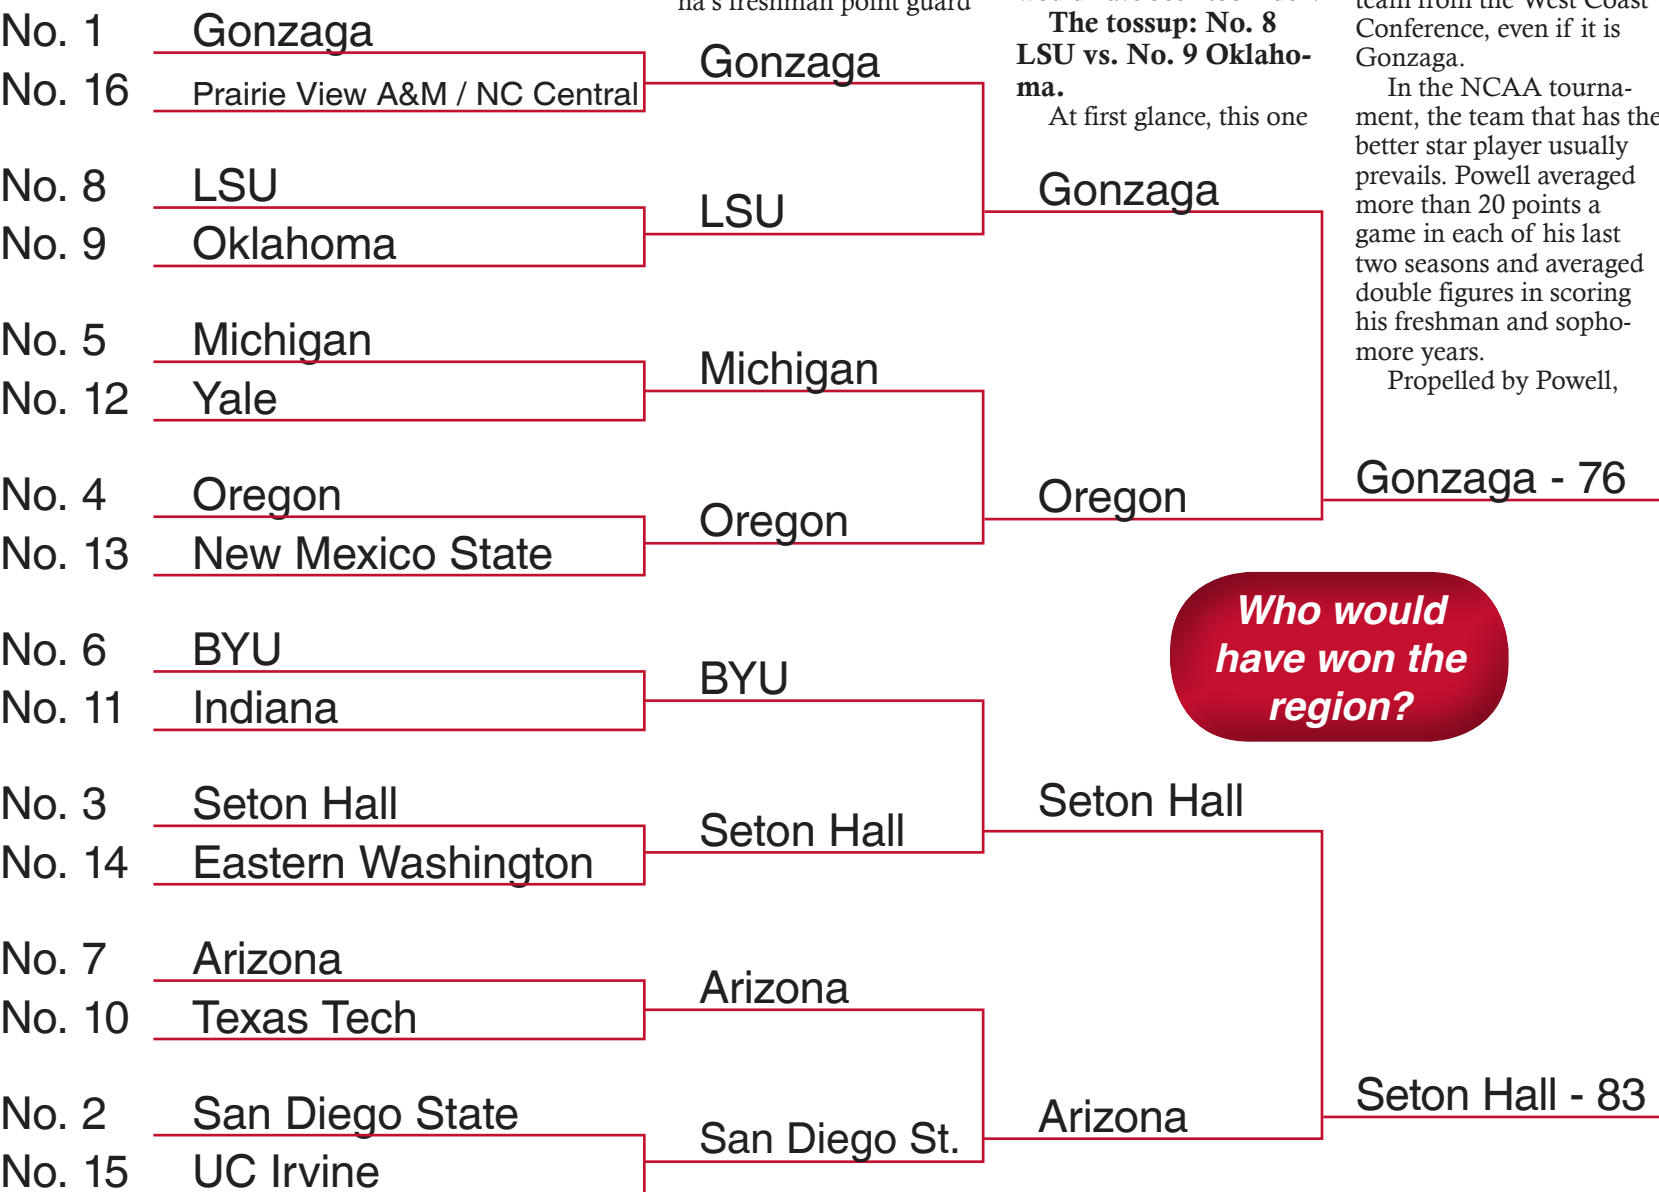 na's freshman point guard
The tossup: No. 8
LSU vs. No. 9 Oklaho-
ma.
At first glance, this one
team from the West Coast
Conference, even if it is
Gonzaga.
In the NCAA tourna-
ment, the team that has the
better star player usually
prevails. Powell averaged
more than 20 points a
game in each of his last
two seasons and averaged
double figures in scoring
his freshman and sopho-
more years.
Propelled by Powell,
No. 1 Gonzaga
No. 16 Prairie View A&M / NC Central
No. 8 LSU
No. 9 Oklahoma
No. 5 Michigan
No. 12 Yale
No. 4 Oregon
No. 13 New Mexico State
No. 6 BYU
No. 11 Indiana
No. 3 Seton Hall
No. 14 Eastern Washington
No. 7 Arizona
No. 10 Texas Tech
No. 2 San Diego State
No. 15 UC Irvine
Gonzaga
LSU
Michigan
Oregon
BYU
Seton Hall
Arizona
San Diego St.
Gonzaga
Oregon
Seton Hall
Arizona
Gonzaga - 76
Seton Hall - 83
Who would
have won the
region?